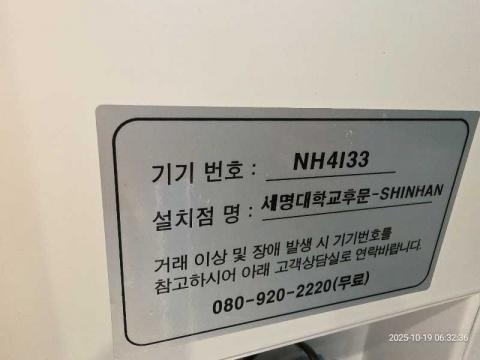 기기 번호 : NH4133
설치점 명 : 세명대학교후문-SHINHAN
거래 이상 및 장애 발생 시 기기번호를
참고하시어 아래 고객상담실로 연락바랍니다.
080-920-2220(무료)
2025-10-19 06:32:36